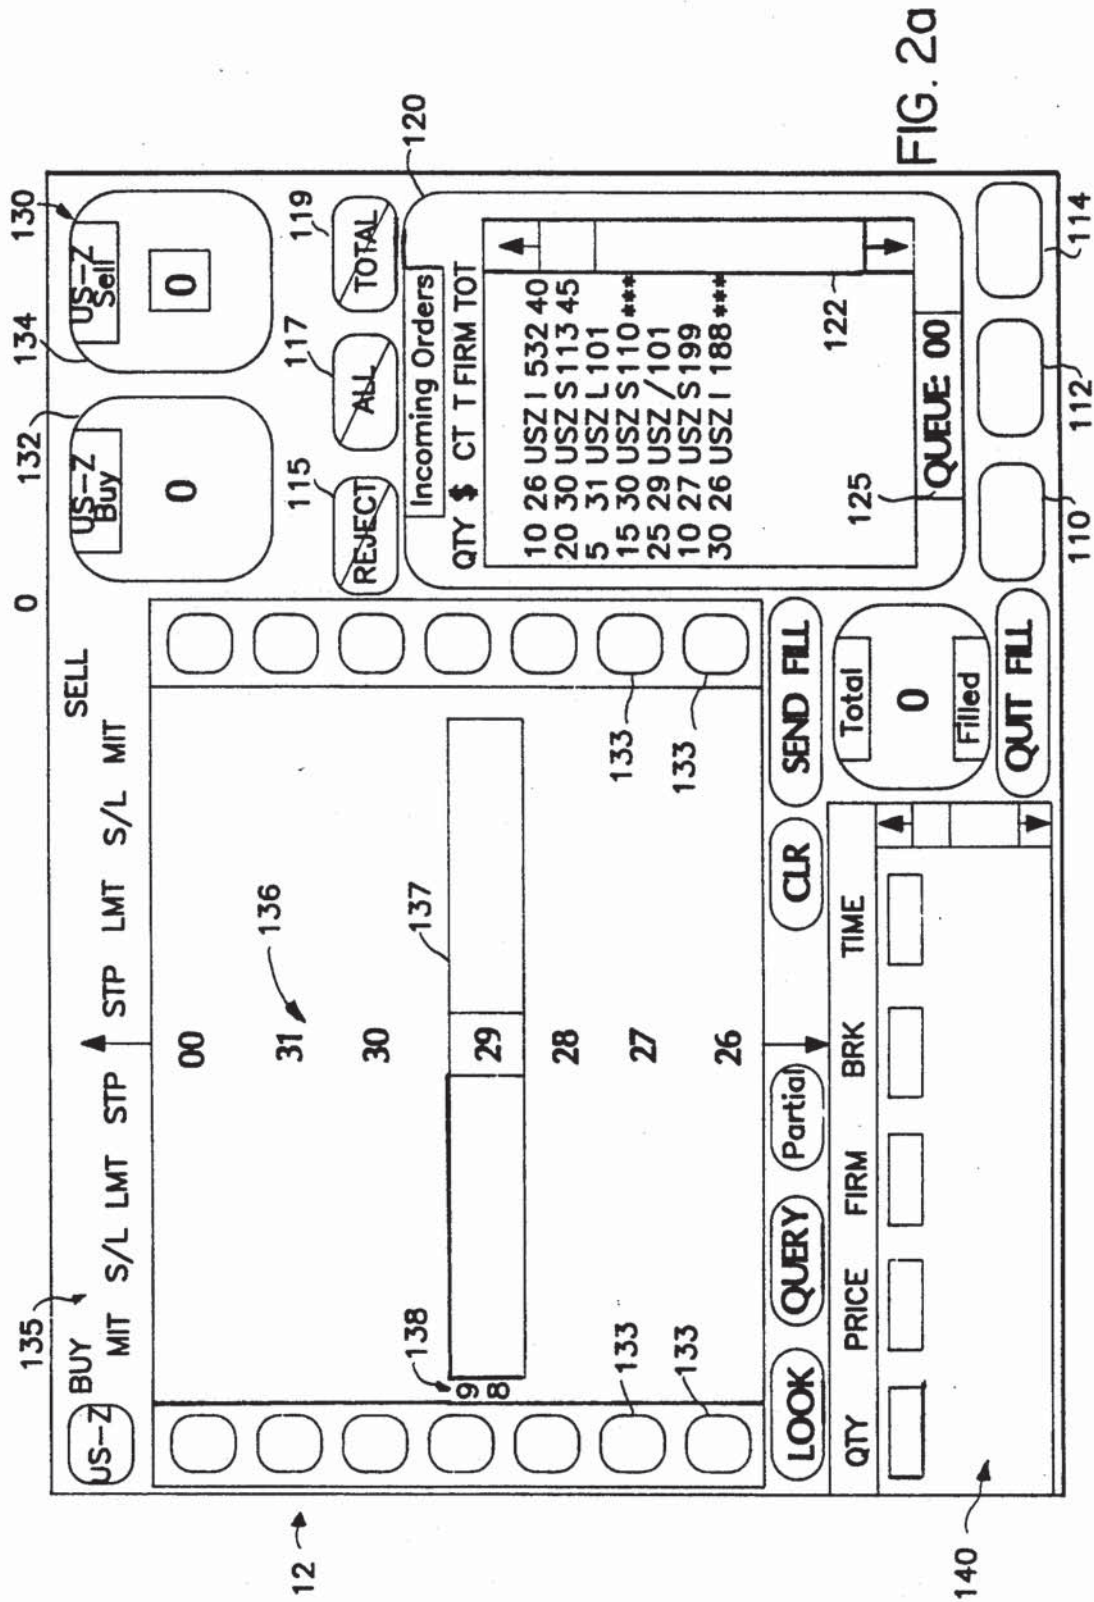 135
0
132
134
130
US-Z
BUY
SELL
MIT S/L LMT STP STP LMT S/L MIT
US-Z
Buy
0
US-Z
Sell
0
115
117
119
REJECT
ALL
TOTAL
120
12
00
31
30
29
28
27
26
136
137
138
9
8
133
133
133
133
Incoming Orders
QTY $ CT T FIRM TOT
10 26 USZ I 532 40
20 30 USZ S 113 45
5 31 USZ L 101
15 30 USZ S 110 ***
25 29 USZ / 101
10 27 USZ S 199
30 26 USZ I 188 ***
122
125
QUEUE: 00
LOOK
QUERY
Partial
CLR
SEND FILL
QTY PRICE FIRM BRK TIME
Total
0
Filled
QUIT FILL
140
110
112
114
FIG. 2a